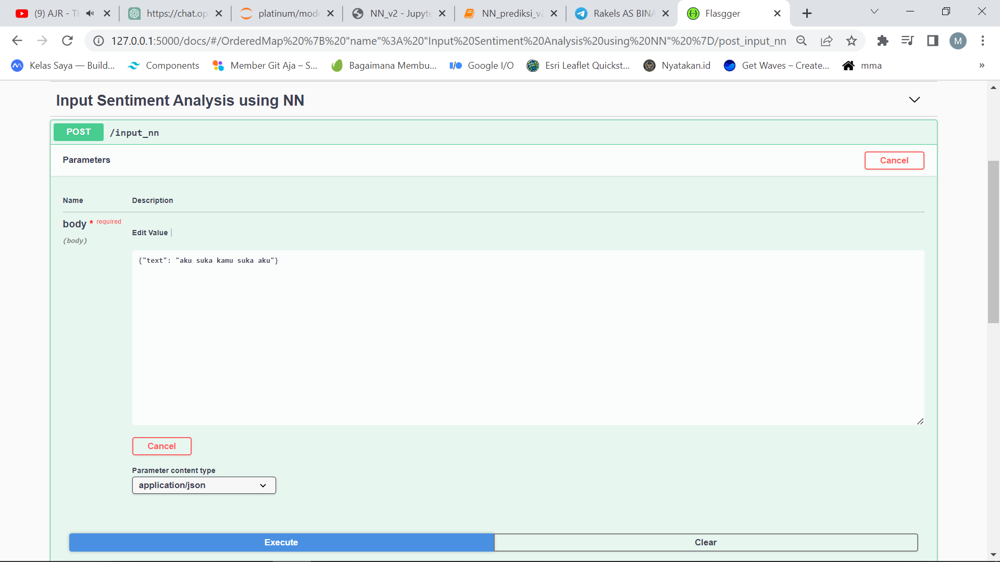 (9) AJR - Th
https://chat.op
platinum/mode
NN_v2 - Jupyte
NN_prediksi_v2
Rakels AS BINA
Flasgger
127.0.0.1:5000/docs/#/OrderedMap%20%7B%20"name"%3A%20"Input%20Sentiment%20Analysis%20using%20NN"%20%7D/post_input_nn
M
Kelas Saya — Build...
Components
Member Git Aja – S...
Bagaimana Membu...
I/O Google I/O
Esri Leaflet Quickst...
Nyatakan.id
Get Waves – Create...
mma
»
Input Sentiment Analysis using NN
POST /input_nn
Parameters
Cancel
Name Description
body * required
(body)
Edit Value
{"text": "aku suka kamu suka aku"}
Cancel
Parameter content type
application/json
Execute
Clear